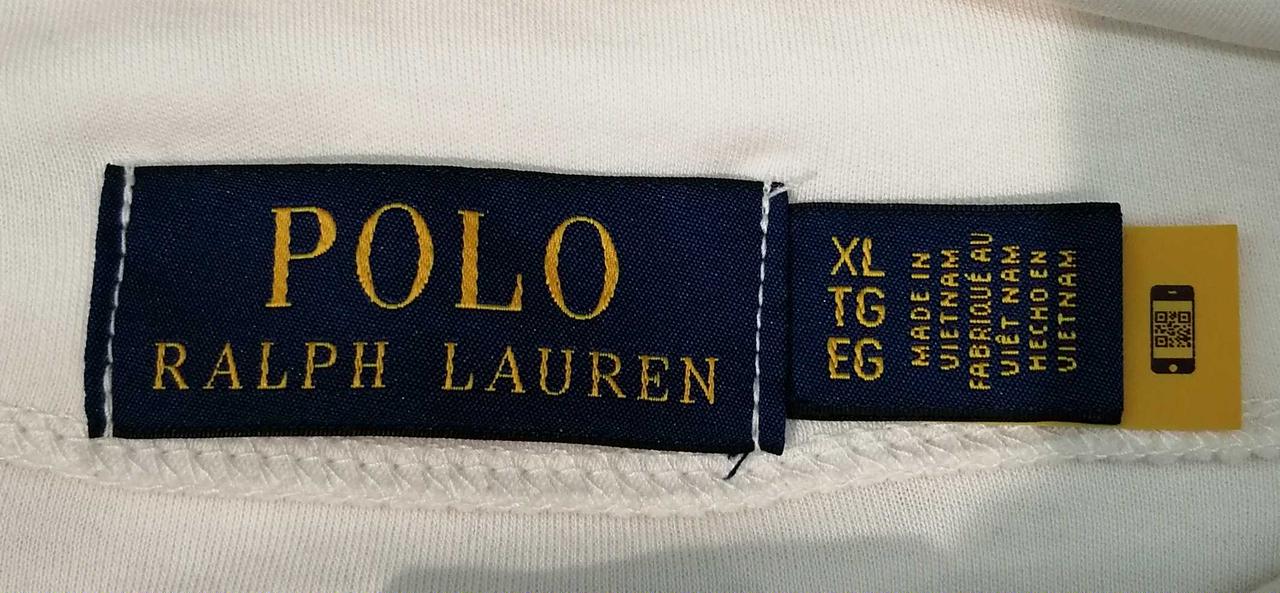 POLO
RALPH LAUREN
XL
TG
EG
MADE IN
VIETNAM
FABRIQUÉ AU
VIÊT NAM
HECHO EN
VIETNAM